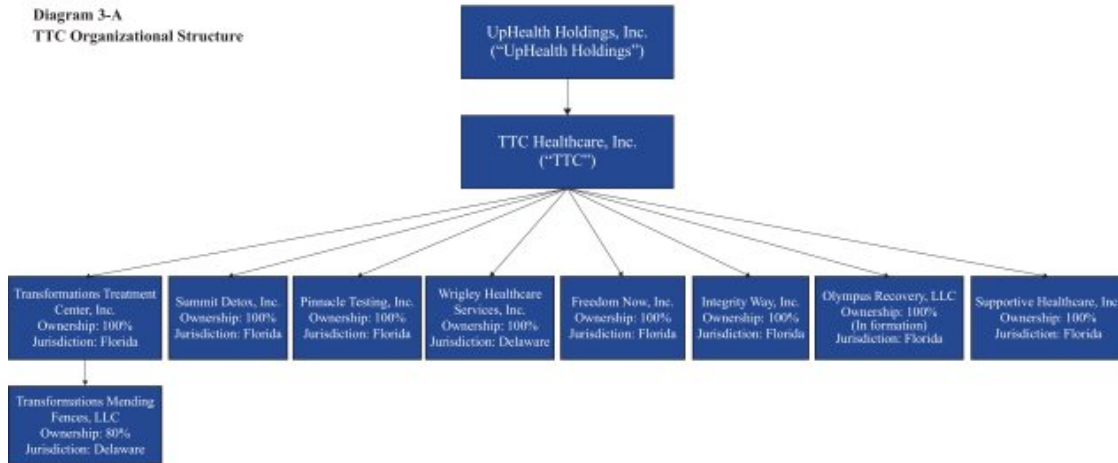 Diagram 3-A
TTC Organizational Structure
UpHealth Holdings, Inc.
(“UpHealth Holdings”)
TTC Healthcare, Inc.
(“TTC”)
Transformations Treatment
Center, Inc.
Ownership: 100%
Jurisdiction: Florida
Summit Detox, Inc.
Ownership: 100%
Jurisdiction: Florida
Pinnacle Testing, Inc.
Ownership: 100%
Jurisdiction: Florida
Wrigley Healthcare
Services, Inc.
Ownership: 100%
Jurisdiction: Delaware
Freedom Now, Inc.
Ownership: 100%
Jurisdiction: Florida
Integrity Way, Inc.
Ownership: 100%
Jurisdiction: Florida
Olympus Recovery, LLC
Ownership: 100%
(In formation)
Jurisdiction: Florida
Supportive Healthcare, Inc
Ownership: 100%
Jurisdiction: Florida
Transformations Mending
Fences, LLC
Ownership: 80%
Jurisdiction: Delaware